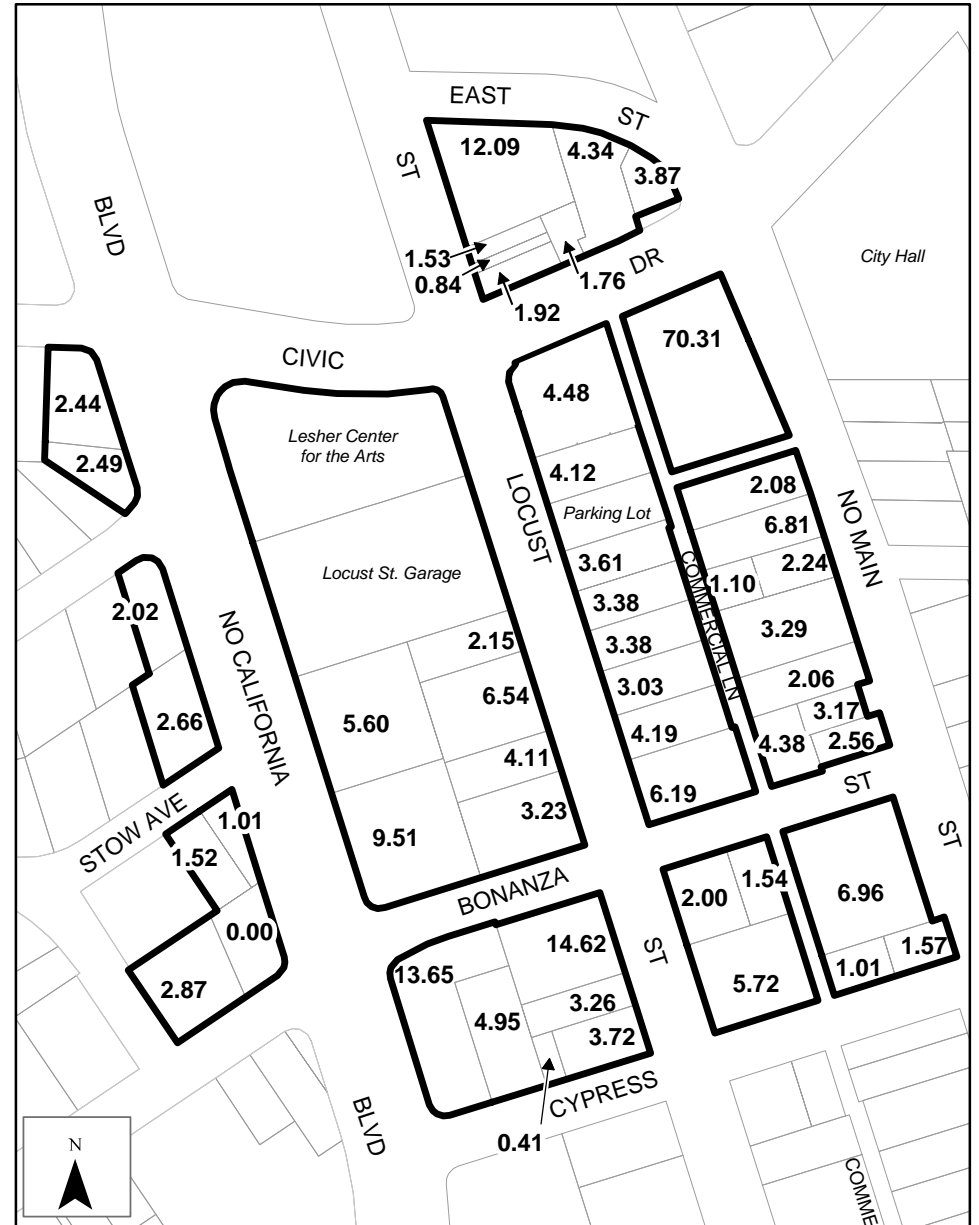 EAST
ST
12.09
4.34
3.87
ST
BLVD
1.53
0.84
1.92
1.76
DR
City Hall
70.31
CIVIC
4.48
2.44
2.49
Lesher Center
for the Arts
4.12
LOCUST
Parking Lot
2.08
6.81
2.24
1.10
NO MAIN
Locust St. Garage
3.61
COMMERCIAL LN
3.38
3.38
3.29
2.02
NO CALIFORNIA
2.15
6.54
3.03
2.06
3.17
2.66
5.60
4.11
4.19
4.38
2.56
3.23
6.19
ST
STOW AVE
1.01
1.52
9.51
BONANZA
ST
0.00
2.87
13.65
14.62
4.95
3.26
3.72
0.41
ST
2.00
1.54
5.72
6.96
1.01
1.57
CYPRESS
BLVD
COMME
N